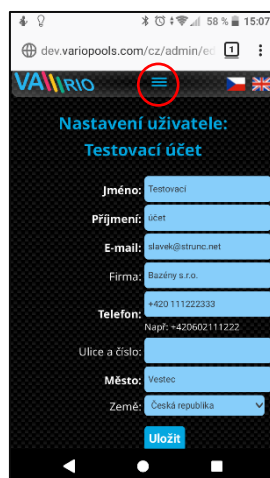 58 % 15:07
dev.variopools.com/cz/admin/ed 1
VARIO
Nastavení uživatele:
Testovací účet
Jméno: Testovací
Příjmení: účet
E-mail: slavek@strunc.net
Firma: Bazény s.r.o.
Telefon: +420 111222333
Např: +420602111222
Ulice a číslo:
Město: Vestec
Země: Česká republika
Uložit